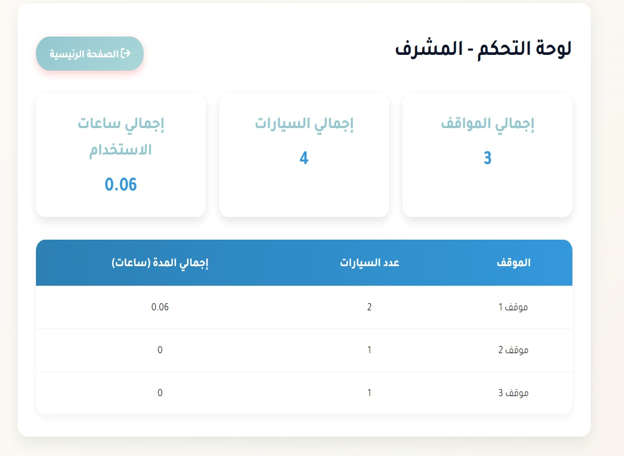 لوحة التحكم - المشرف
الصفحة الرئيسية
إجمالي المواقف
3
إجمالي السيارات
4
إجمالي ساعات
الاستخدام
0.06
الموقف عدد السيارات إجمالي المدة (ساعات)
موقف 1 2 0.06
موقف 2 1 0
موقف 3 1 0